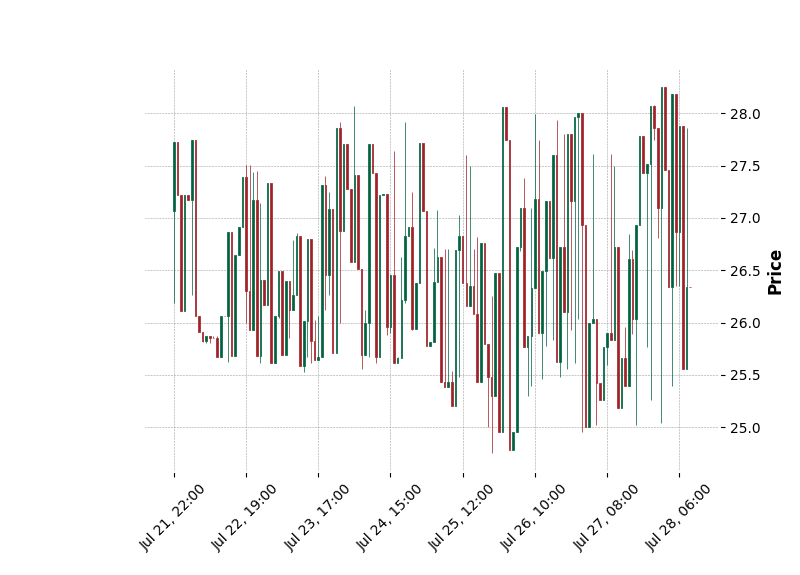 28.0
27.5
27.0
26.5
26.0
25.5
25.0
Price
Jul 21, 22:00
Jul 22, 19:00
Jul 23, 17:00
Jul 24, 15:00
Jul 25, 12:00
Jul 26, 10:00
Jul 27, 08:00
Jul 28, 06:00